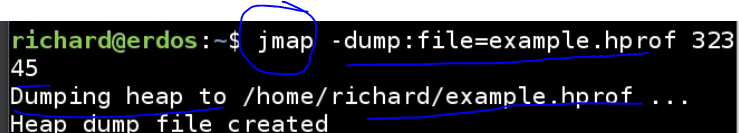 richard@erdos:~$ jmap -dump:file=example.hprof 323
45
Dumping heap to /home/richard/example.hprof ...
Heap dump file created